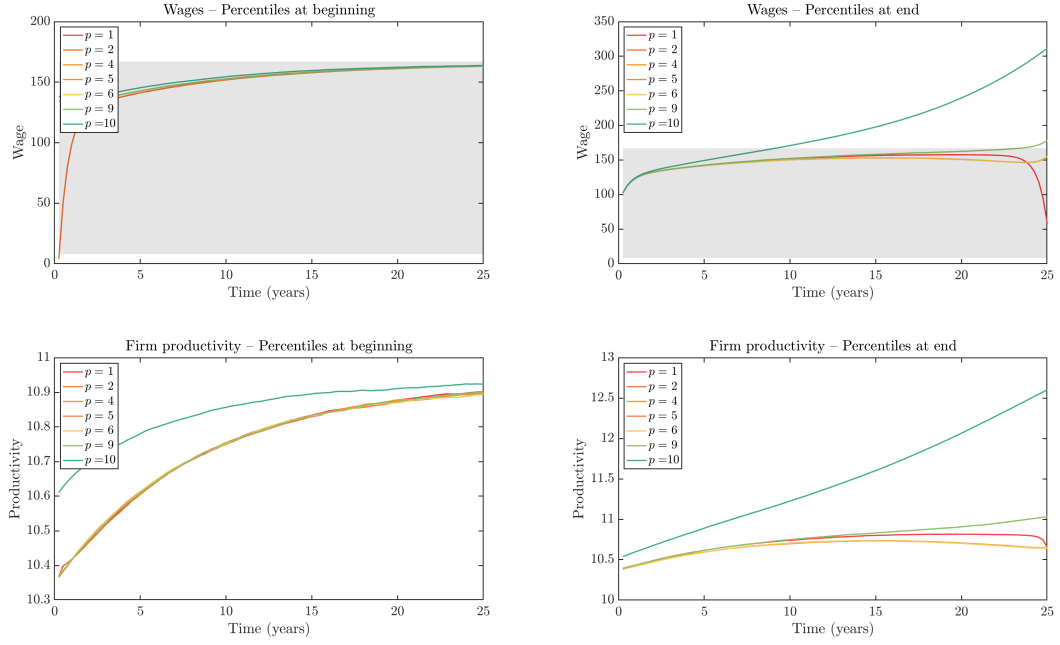 Wages – Percentiles at beginning
200
150
100
50
0
Wage
p = 1
p = 2
p = 4
p = 5
p = 6
p = 9
p =10
0 5 10 15 20 25
Time (years)
Wages – Percentiles at end
350
300
250
200
150
100
50
0
Wage
p = 1
p = 2
p = 4
p = 5
p = 6
p = 9
p =10
0 5 10 15 20 25
Time (years)
Firm productivity – Percentiles at beginning
11
10.9
10.8
10.7
10.6
10.5
10.4
10.3
Productivity
p = 1
p = 2
p = 4
p = 5
p = 6
p = 9
p =10
0 5 10 15 20 25
Time (years)
Firm productivity – Percentiles at end
13
12.5
12
11.5
11
10.5
10
Productivity
p = 1
p = 2
p = 4
p = 5
p = 6
p = 9
p =10
0 5 10 15 20 25
Time (years)